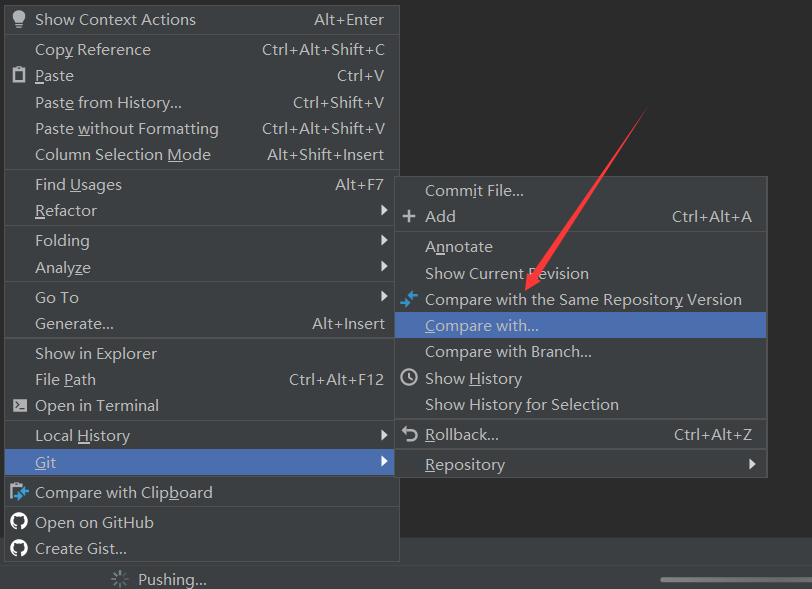 Show Context Actions Alt+Enter
Copy Reference Ctrl+Alt+Shift+C
Paste Ctrl+V
Paste from History... Ctrl+Shift+V
Paste without Formatting Ctrl+Alt+Shift+V
Column Selection Mode Alt+Shift+Insert
Find Usages Alt+F7
Refactor
Folding
Analyze
Go To
Generate... Alt+Insert
Show in Explorer
File Path Ctrl+Alt+F12
Open in Terminal
Local History
Git
Compare with Clipboard
Open on GitHub
Create Gist...
Commit File...
Add Ctrl+Alt+A
Annotate
Show Current Revision
Compare with the Same Repository Version
Compare with...
Compare with Branch...
Show History
Show History for Selection
Rollback... Ctrl+Alt+Z
Repository
Pushing...